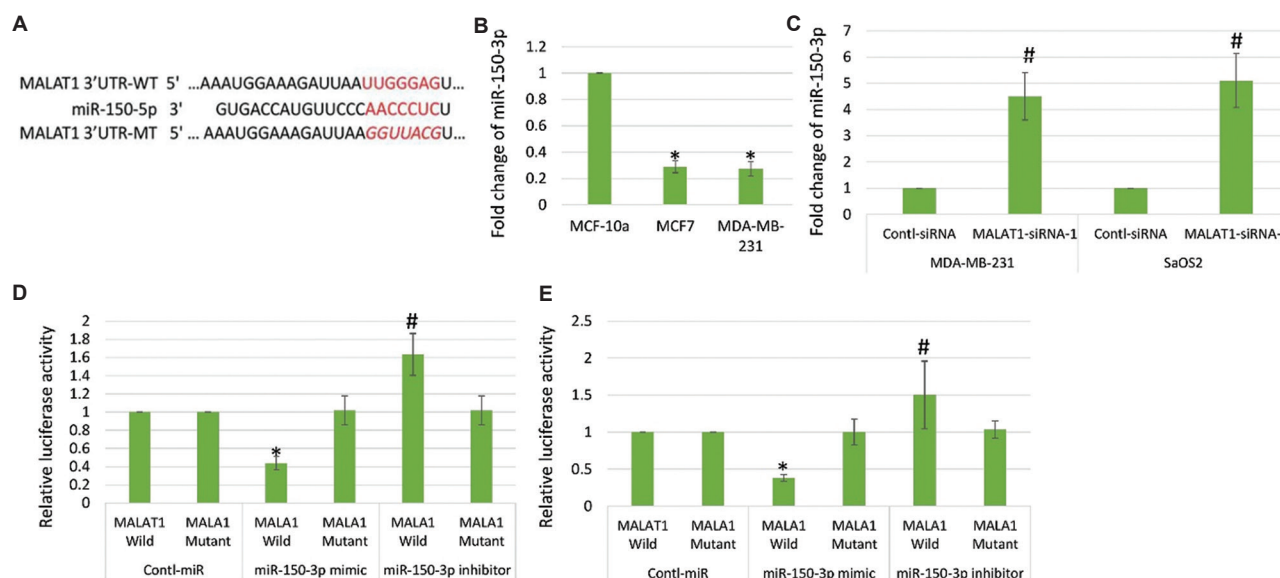 A
MALAT1 3'UTR-WT 5' ...AAAUGGAAAGAUUAAUUGGGAGU...
miR-150-5p 3' GUGACCAUGUUCCCAACCCUCU
MALAT1 3'UTR-MT 5' ...AAAUGGAAAGAUUAAGGUUACGU...
B
Fold change of miR-150-3p
1.2
1
0.8
0.6
0.4
0.2
0
* *
MCF-10a MCF7 MDA-MB-
231
C
Fold change of miR-150-3p
7
6
5
4
3
2
1
0
# #
Contl-siRNA MALAT1-siRNA-1 Contl-siRNA MALAT1-siRNA-
MDA-MB-231 SaOS2
D
Relative luciferase activity
2
1.8
1.6
1.4
1.2
1
0.8
0.6
0.4
0.2
0
* #
MALAT1 MALA1 MALA1 MALA1 MALA1 MALA1
Wild Mutant Wild Mutant Wild Mutant
Contl-miR miR-150-3p mimic miR-150-3p inhibitor
E
Relative luciferase activity
2.5
2
1.5
1
0.5
0
* #
MALAT1 MALA1 MALA1 MALA1 MALA1 MALA1
Wild Mutant Wild Mutant Wild Mutant
Contl-miR miR-150-3p mimic miR-150-3p inhibitor